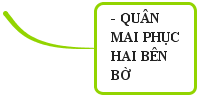 - QUÂN
MAI PHỤC
HAI BÊN
BỜ